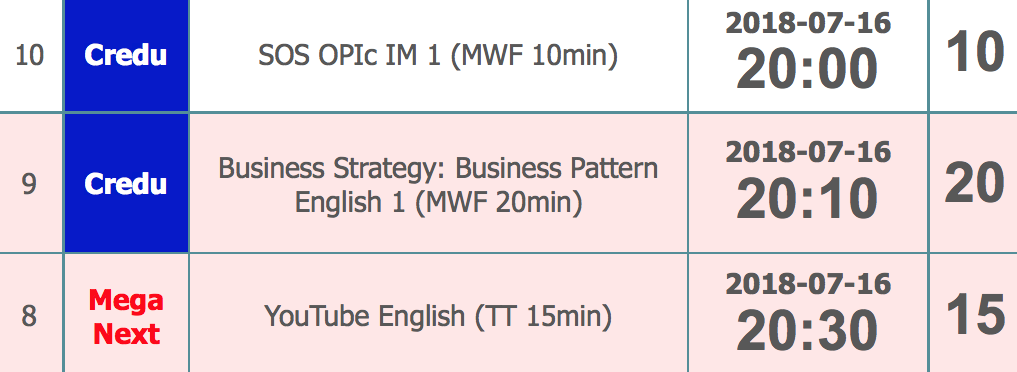 10
Credu
SOS OPIc IM 1 (MWF 10min)
2018-07-16
20:00
10
9
Credu
Business Strategy: Business Pattern
English 1 (MWF 20min)
2018-07-16
20:10
20
8
Mega
Next
YouTube English (TT 15min)
2018-07-16
20:30
15